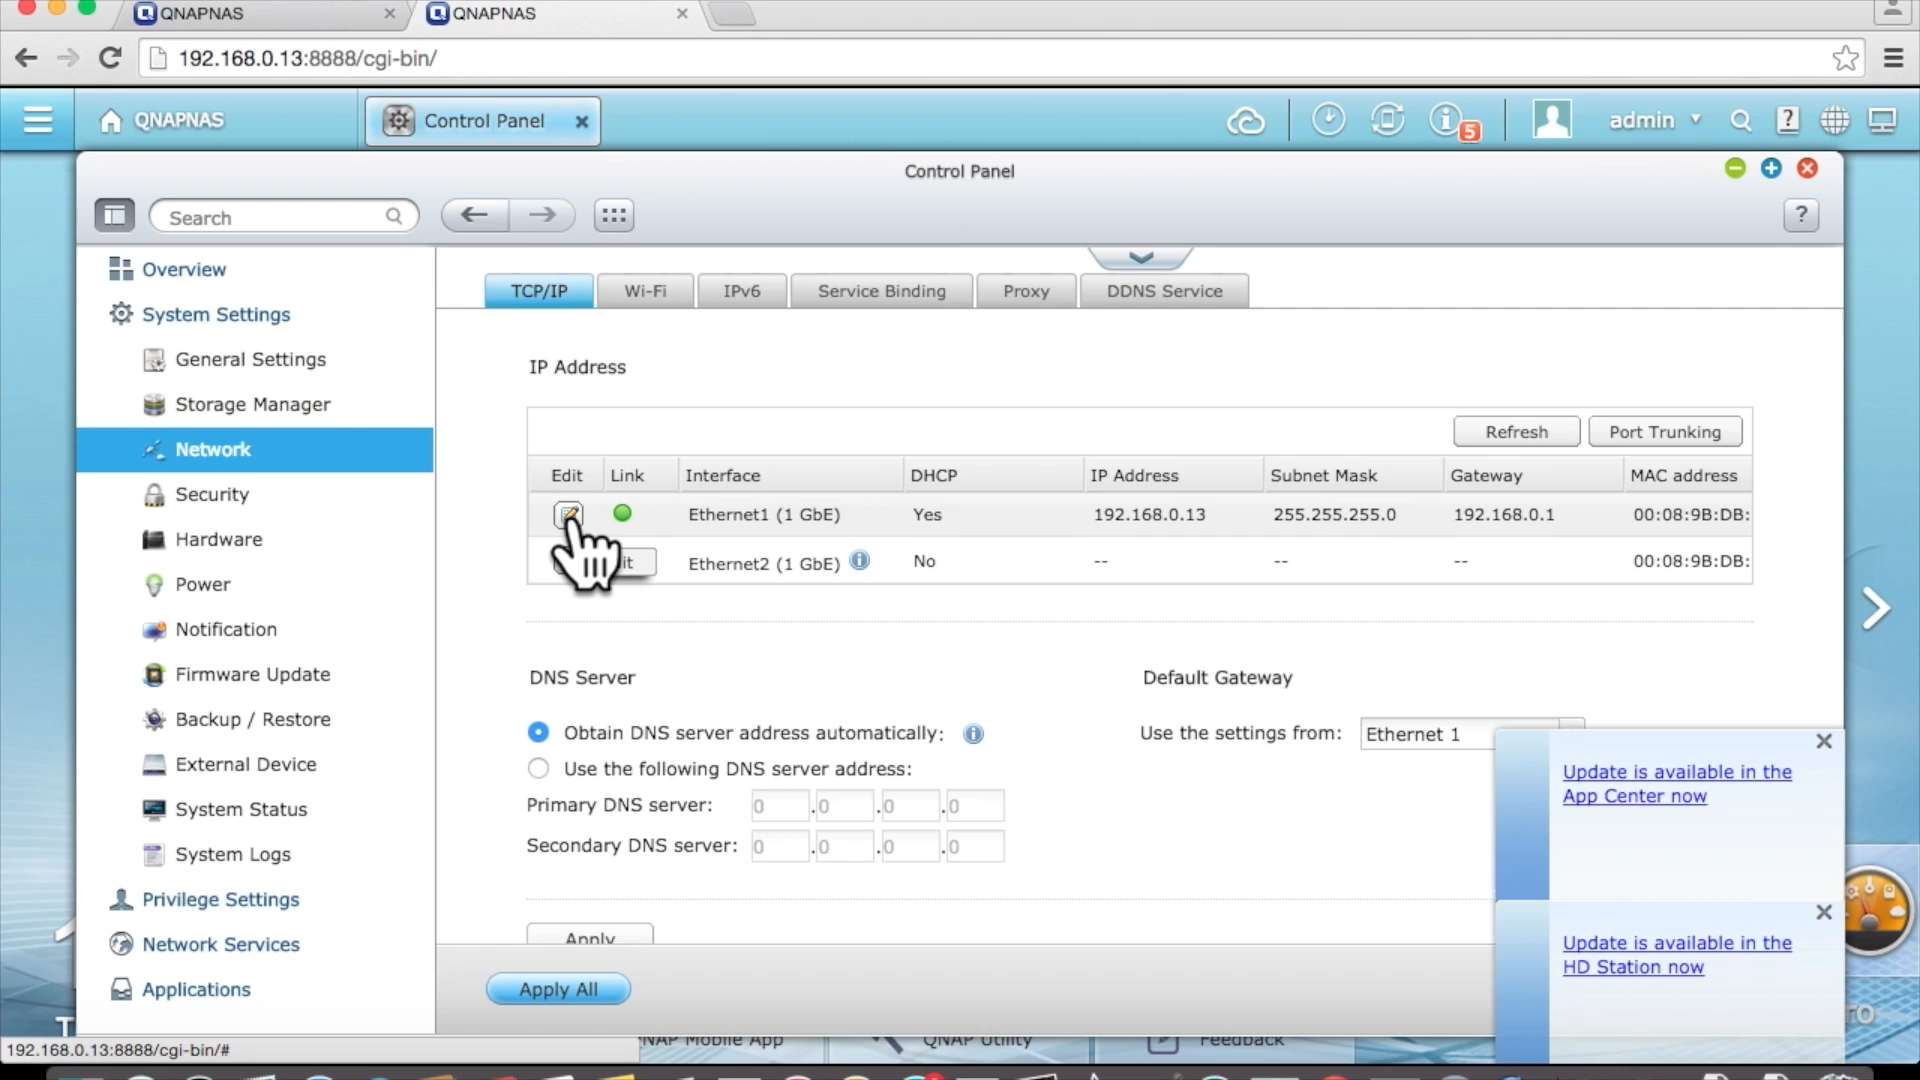 QNAPNAS
QNAPNAS
192.168.0.13:8888/cgi-bin/
QNAPNAS
Control Panel
5
admin
?
Control Panel
Search
?
Overview
System Settings
General Settings
Storage Manager
Network
Security
Hardware
Power
Notification
Firmware Update
Backup / Restore
External Device
System Status
System Logs
Privilege Settings
Network Services
Applications
TCP/IP
Wi-Fi
IPv6
Service Binding
Proxy
DDNS Service
IP Address
Refresh
Port Trunking
Edit Link Interface DHCP IP Address Subnet Mask Gateway MAC address
Ethernet1 (1 GbE) Yes 192.168.0.13 255.255.255.0 192.168.0.1 00:08:9B:DB:
Ethernet2 (1 GbE) No -- -- -- 00:08:9B:DB:
DNS Server
Obtain DNS server address automatically:
Use the following DNS server address:
Primary DNS server: 0 .0 .0 .0
Secondary DNS server: 0 .0 .0 .0
Default Gateway
Use the settings from: Ethernet 1
Apply
Apply All
Update is available in the
App Center now
Update is available in the
HD Station now
192.168.0.13:8888/cgi-bin/#
Mobile App
QNAP Utility
Feedback